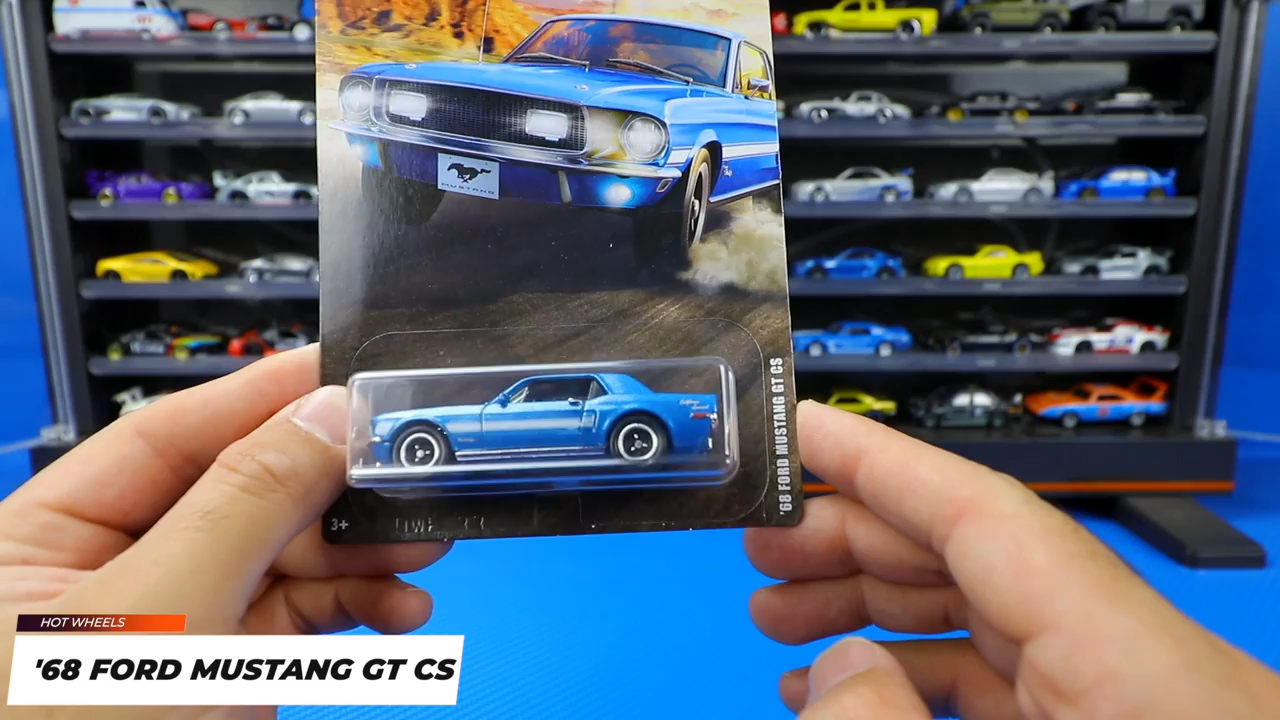 MUSTANG
'68 FORD MUSTANG GT CS
3+
HOT WHEELS
'68 FORD MUSTANG GT CS